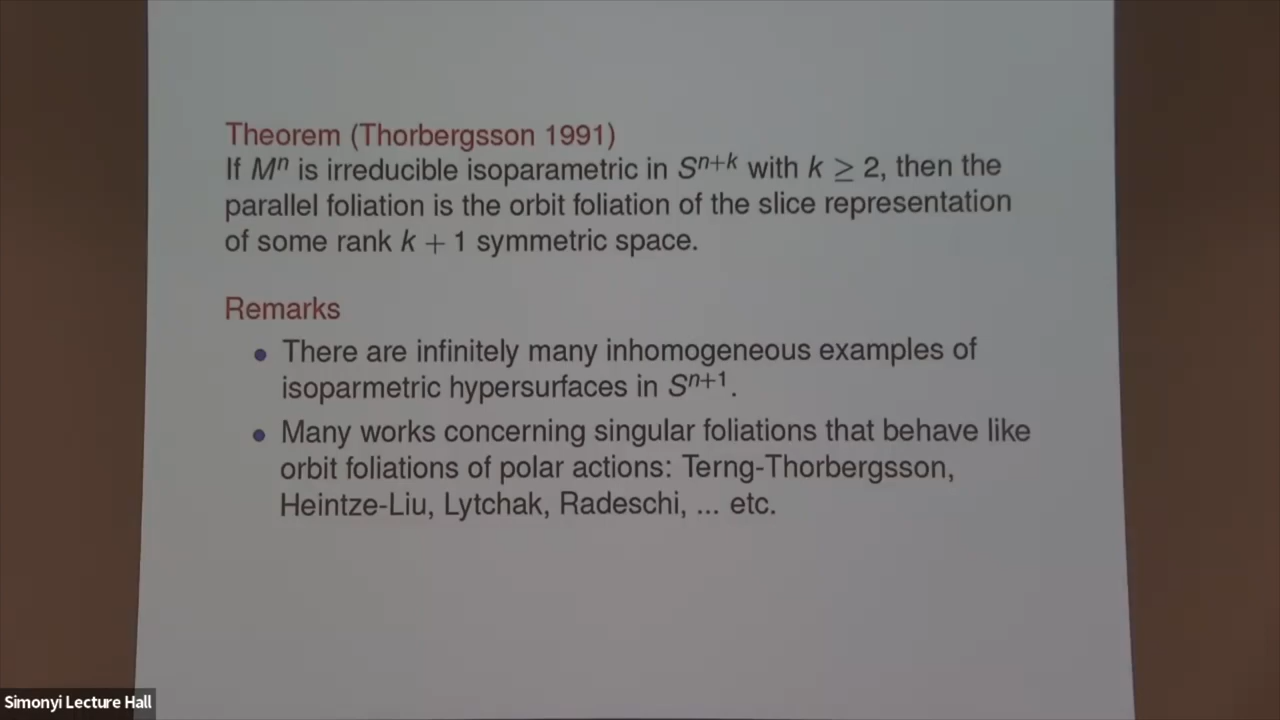 Theorem (Thorbergsson 1991)
If Mⁿ is irreducible isoparametric in Sⁿ⁺ᵏ with k ≥ 2, then the
parallel foliation is the orbit foliation of the slice representation
of some rank k + 1 symmetric space.
Remarks
• There are infinitely many inhomogeneous examples of
isoparmetric hypersurfaces in Sⁿ⁺¹.
• Many works concerning singular foliations that behave like
orbit foliations of polar actions: Terng-Thorbergsson,
Heintze-Liu, Lytchak, Radeschi, ... etc.
Simonyi Lecture Hall